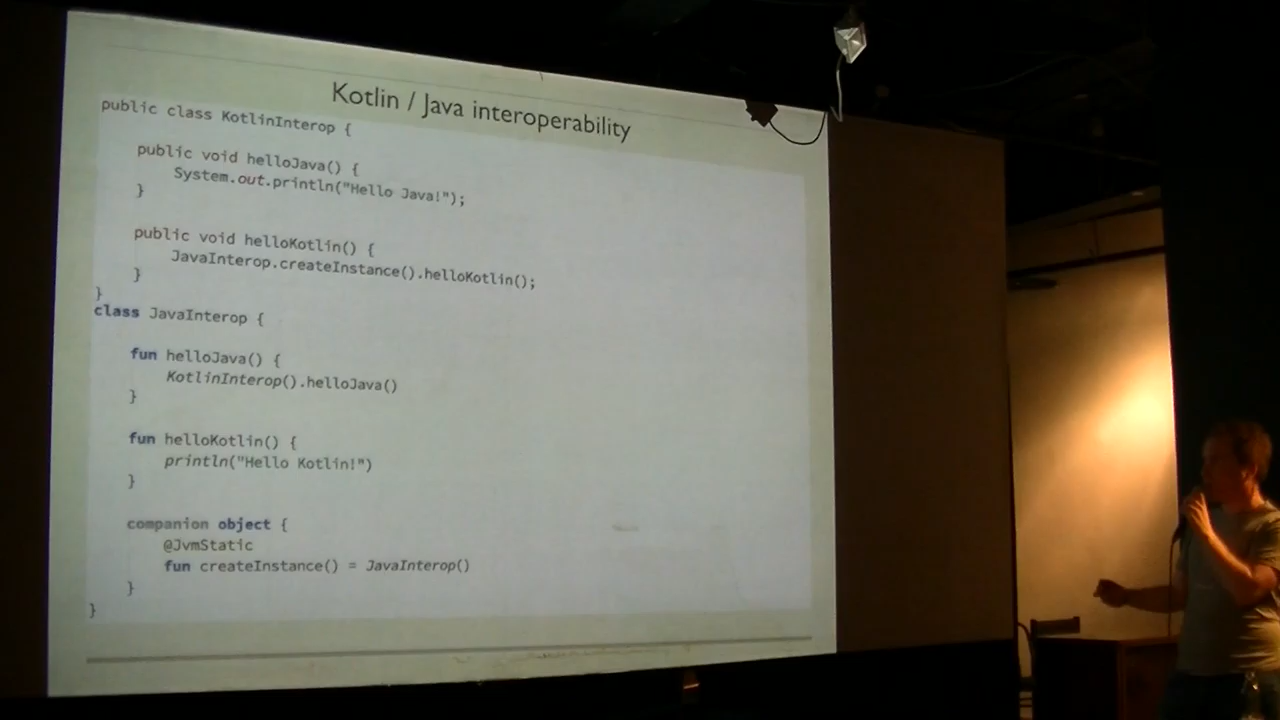 Kotlin / Java interoperability
public class KotlinInterop {
public void helloJava() {
System.out.println("Hello Java!");
}
public void helloKotlin() {
JavaInterop.createInstance().helloKotlin();
}
}
class JavaInterop {
fun helloJava() {
KotlinInterop().helloJava()
}
fun helloKotlin() {
println("Hello Kotlin!")
}
companion object {
@JvmStatic
fun createInstance() = JavaInterop()
}
}